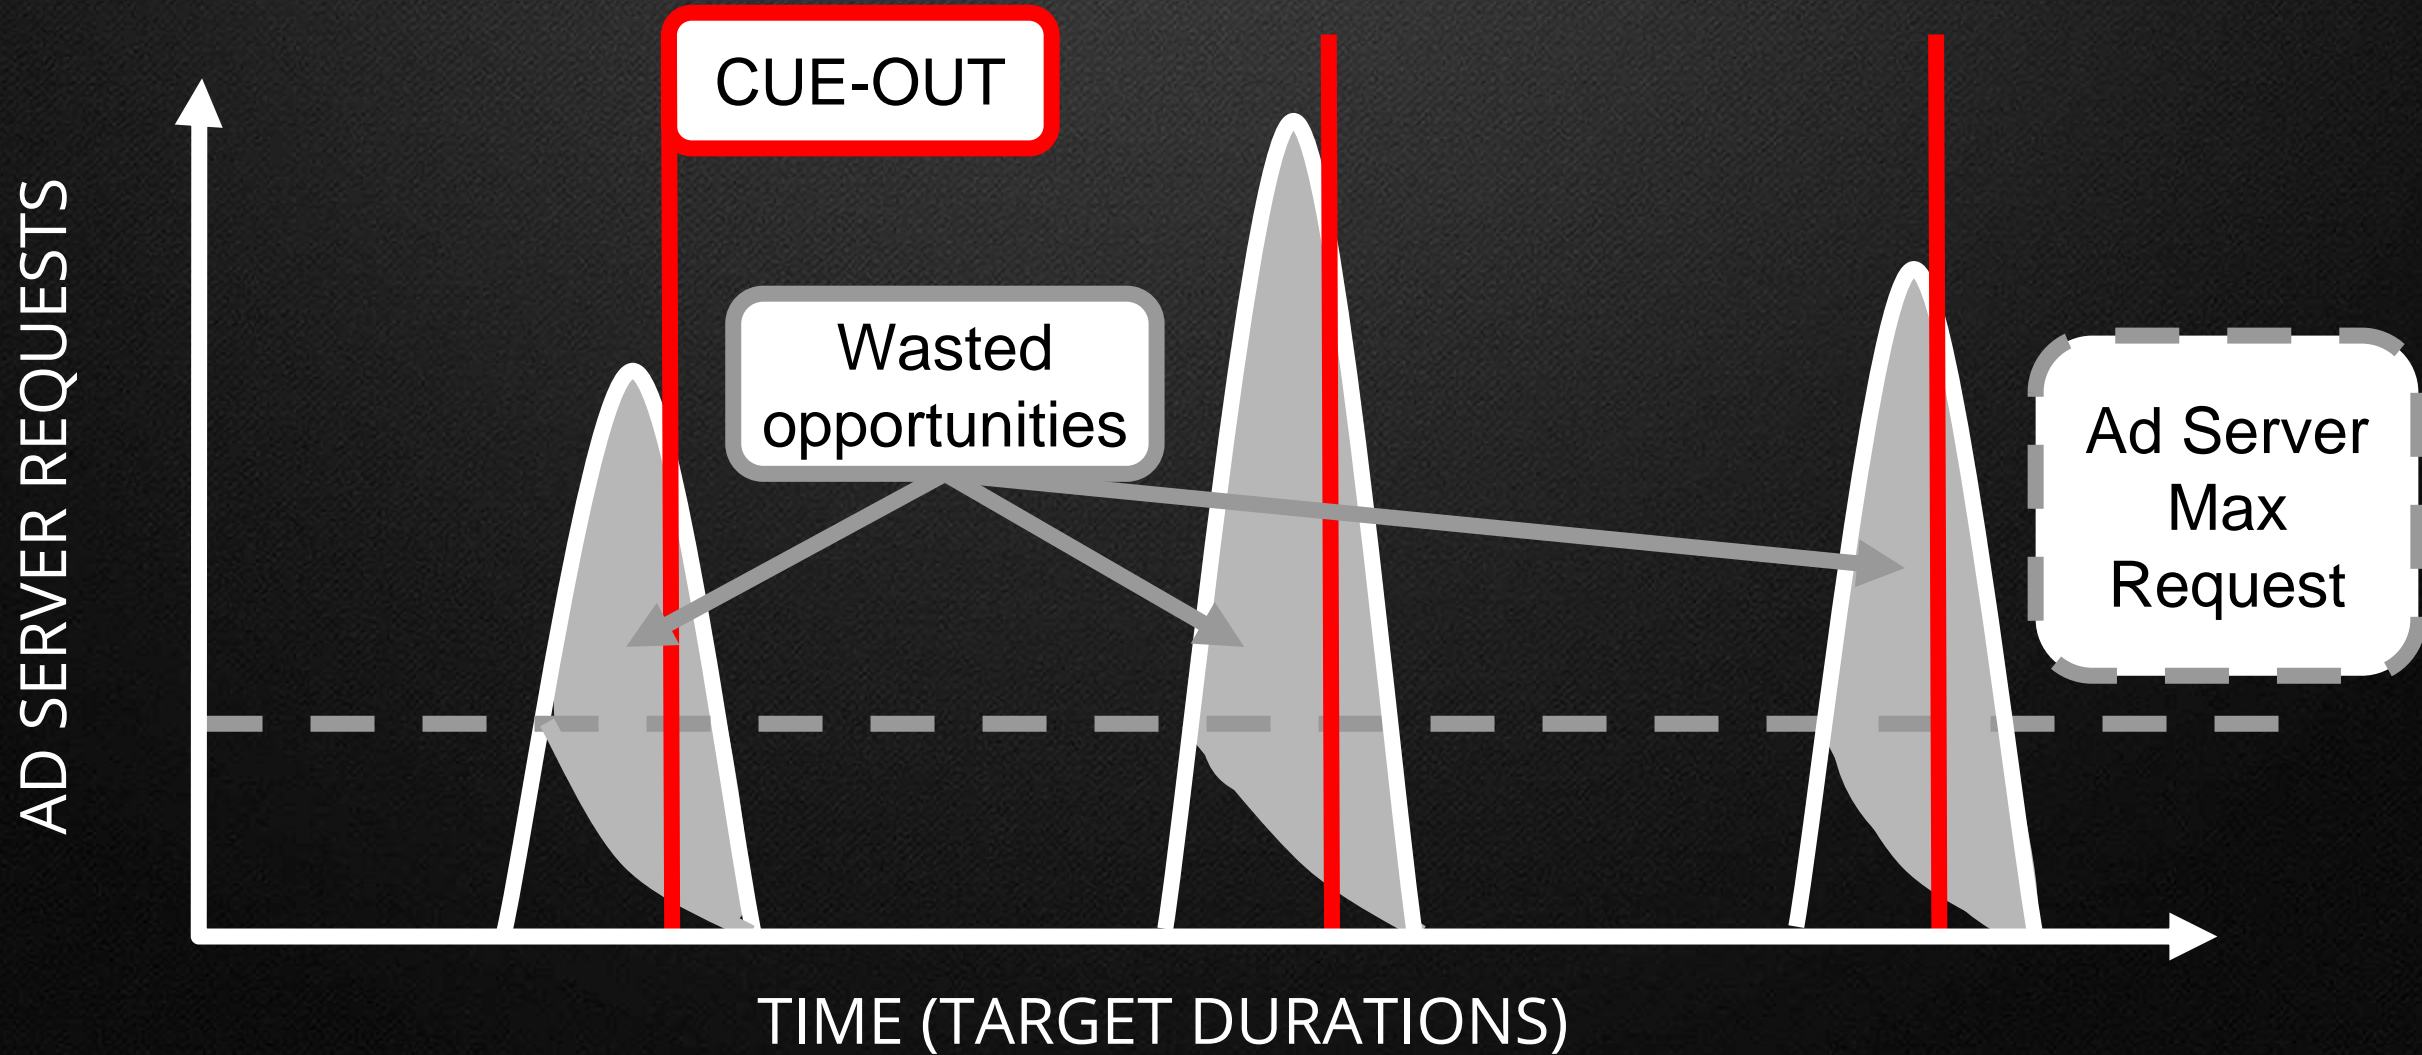 CUE-OUT
AD SERVER REQUESTS
Wasted
opportunities
Ad Server
Max
Request
TIME (TARGET DURATIONS)